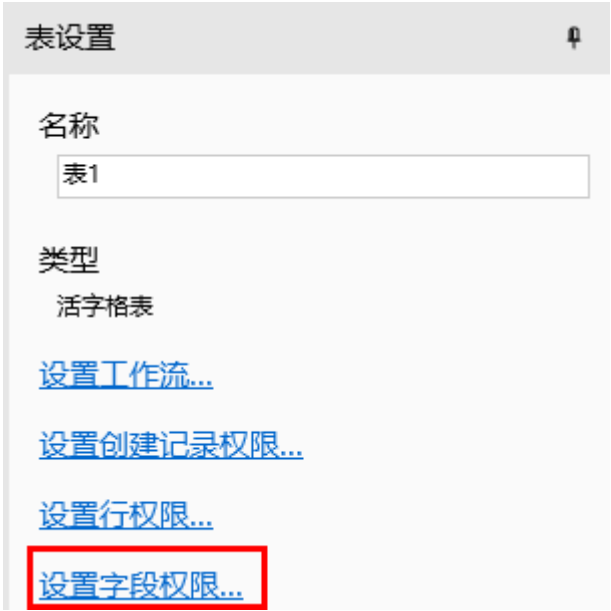 表设置
名称
表1
类型
活字格表
设置工作流...
设置创建记录权限...
设置行权限...
设置字段权限...